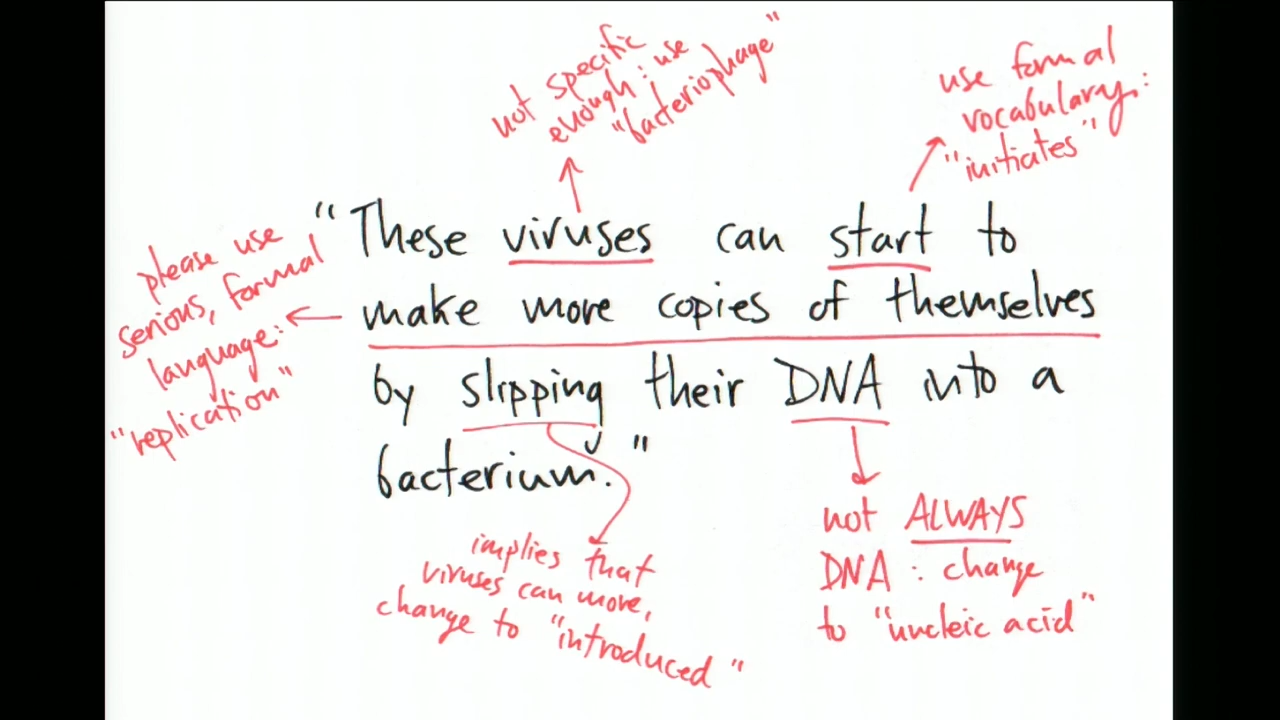 not specific
enough : use
"bacteriophage"
use formal
vocabulary:
"initiates"
please use
serious, formal
language:
"replication"
"These viruses can start to
make more copies of themselves
by slipping their DNA into a
bacterium."
implies that
viruses can move,
change to "introduced"
not ALWAYS
DNA : change
to "nucleic acid"